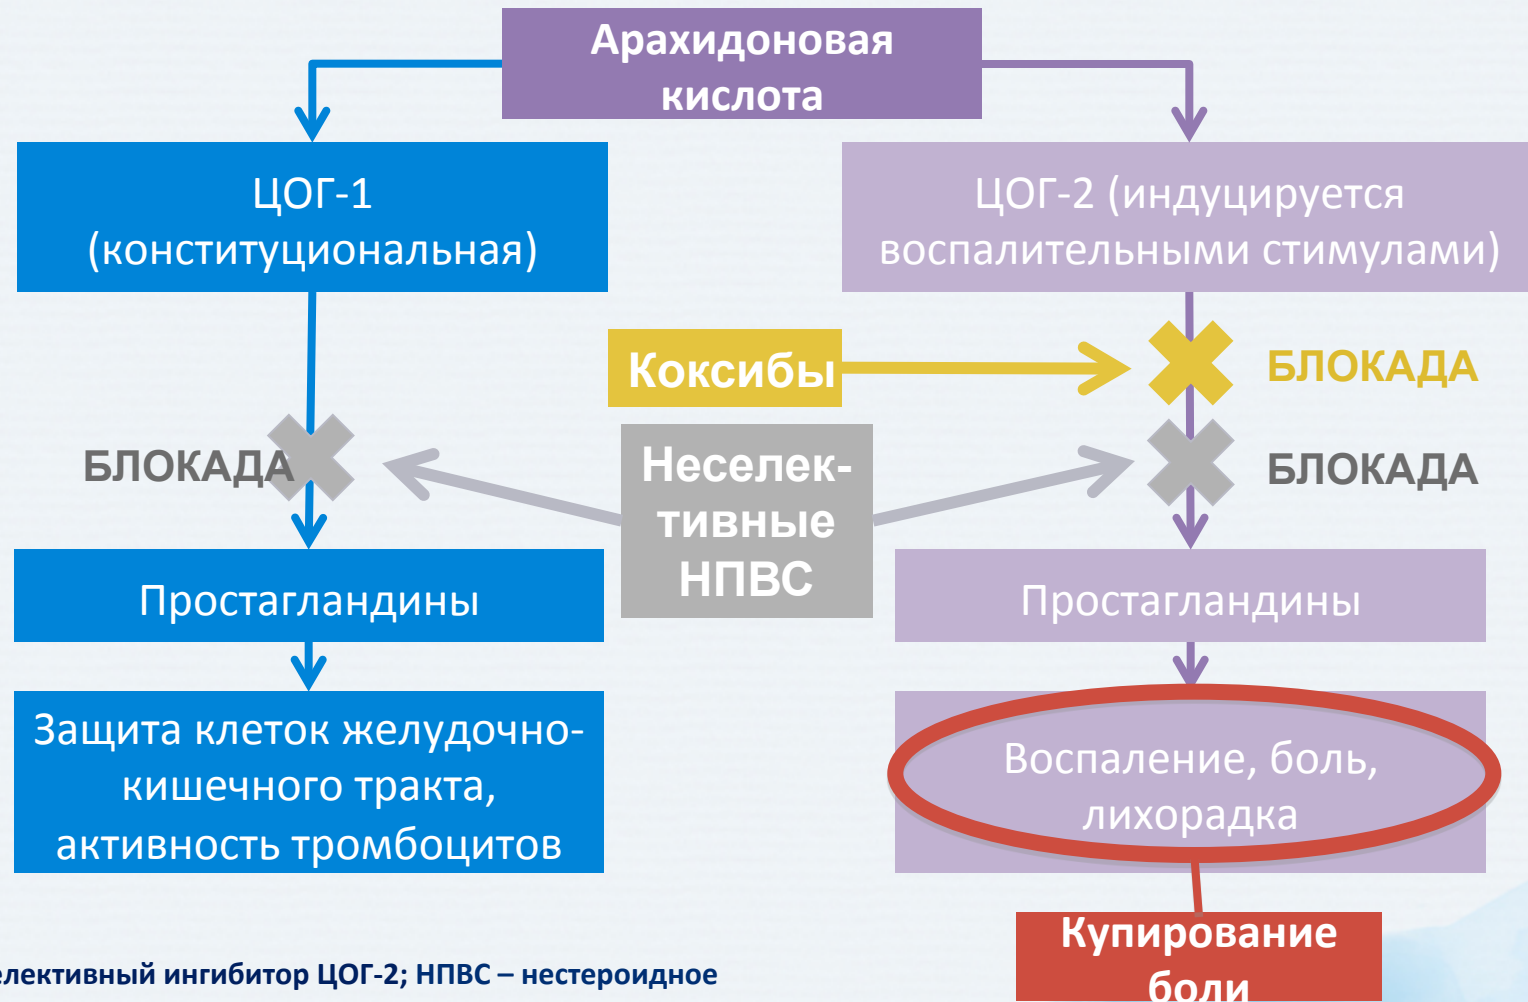 Арахидоновая
кислота
ЦОГ-1
(конституциональная)
ЦОГ-2 (индуцируется
воспалительными стимулами)
Коксибы
БЛОКАДА
БЛОКАДА
Неселек-
тивные
НПВС
БЛОКАДА
Простагландины
Простагландины
Защита клеток желудочно-
кишечного тракта,
активность тромбоцитов
Воспаление, боль,
лихорадка
Купирование
боли
елективный ингибитор ЦОГ-2; НПВС – нестероидное